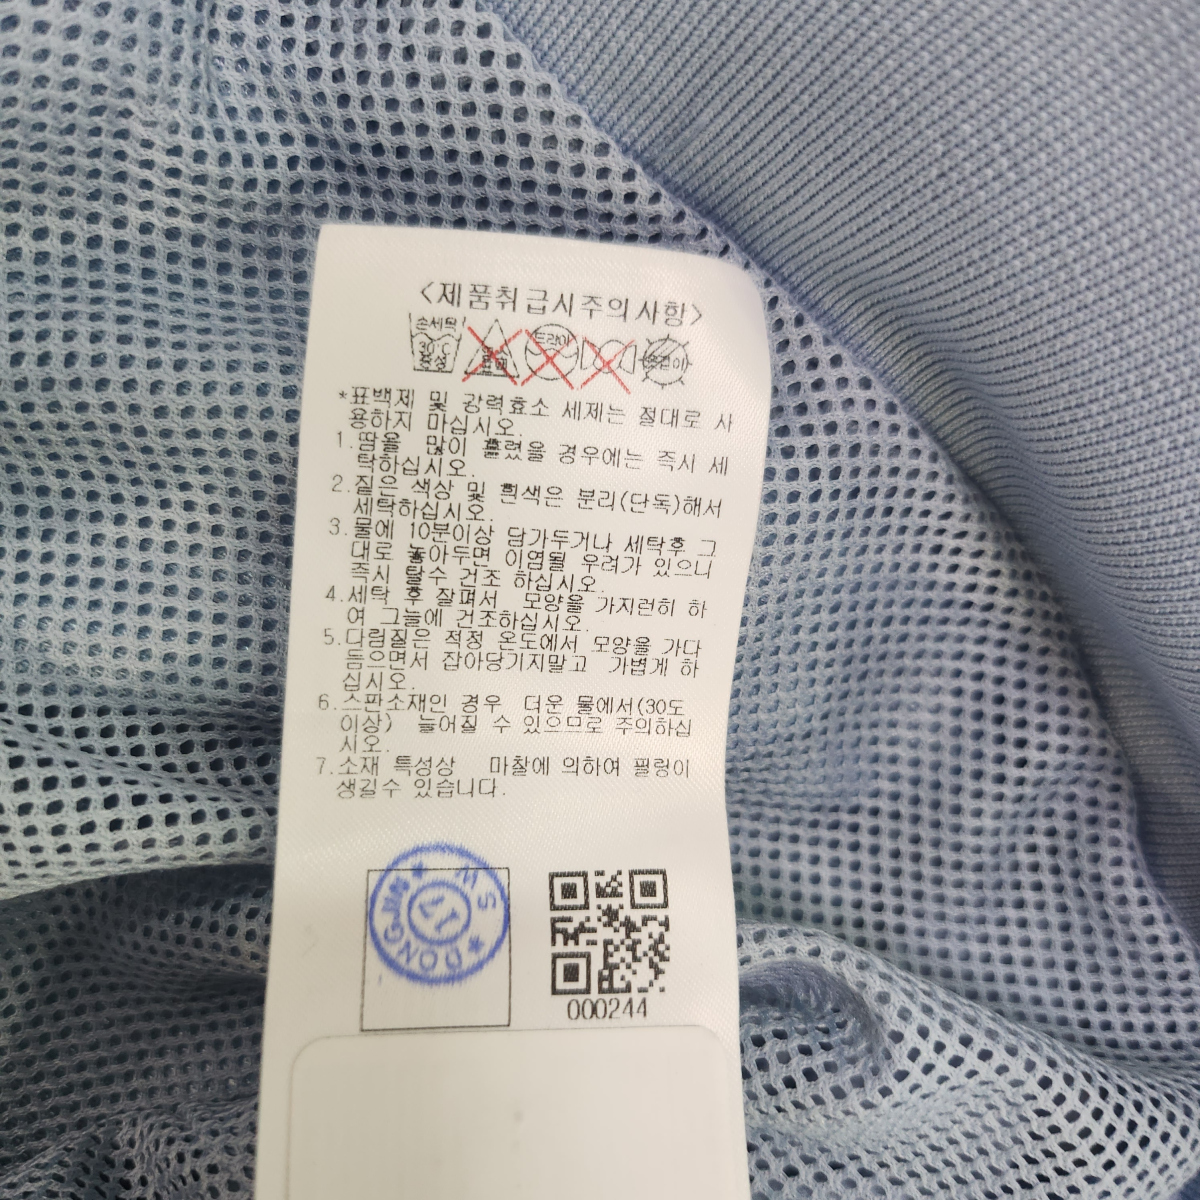 <제품취급시주의사항>
손세탁
30℃
중성
드라이
*표백제 및 강력효소 세제는 절대로 사
용하지 마십시오.
1.땀을 많이 흘렸을 경우에는 즉시 세
탁하십시오.
2.짙은 색상 및 흰색은 분리(단독)해서
세탁하십시오.
3.물에 10분이상 담가두거나 세탁후 그
대로 놓아두면 이염될 우려가 있으니
즉시 탈수 건조 하십시오.
4.세탁 후 잘펴서 모양을 가지런히 하
여 그늘에 건조하십시오.
5.다림질은 적정 온도에서 모양을 가다
듬으면서 잡아당기지말고 가볍게 하
십시오.
6.스판소재인 경우 더운 물에서(30도
이상) 늘어질 수 있으므로 주의하십
시오.
7.소재 특성상 마찰에 의하여 필링이
생길수 있습니다.
DONGJIN
17
000244